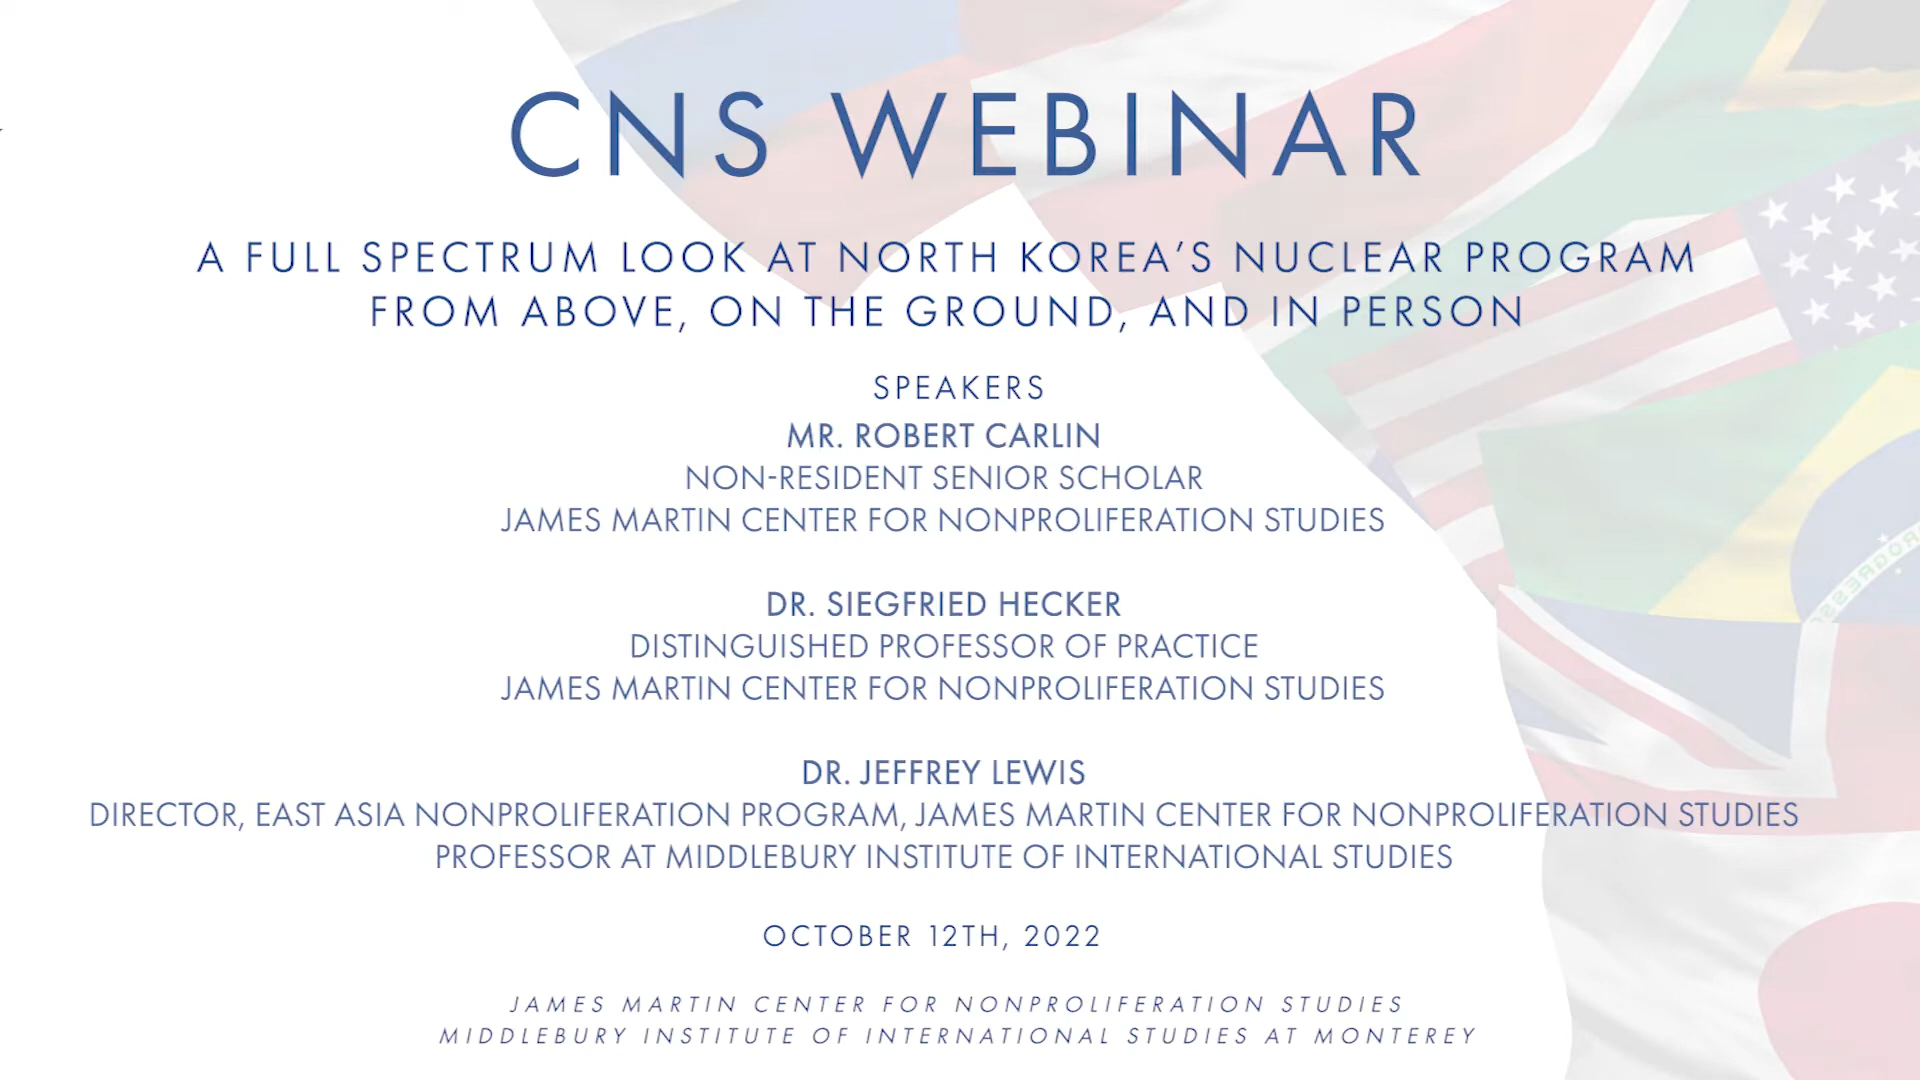 CNS WEBINAR
A FULL SPECTRUM LOOK AT NORTH KOREA’S NUCLEAR PROGRAM
FROM ABOVE, ON THE GROUND, AND IN PERSON
SPEAKERS
MR. ROBERT CARLIN
NON-RESIDENT SENIOR SCHOLAR
JAMES MARTIN CENTER FOR NONPROLIFERATION STUDIES
DR. SIEGFRIED HECKER
DISTINGUISHED PROFESSOR OF PRACTICE
JAMES MARTIN CENTER FOR NONPROLIFERATION STUDIES
DR. JEFFREY LEWIS
DIRECTOR, EAST ASIA NONPROLIFERATION PROGRAM, JAMES MARTIN CENTER FOR NONPROLIFERATION STUDIES
PROFESSOR AT MIDDLEBURY INSTITUTE OF INTERNATIONAL STUDIES
OCTOBER 12TH, 2022
JAMES MARTIN CENTER FOR NONPROLIFERATION STUDIES
MIDDLEBURY INSTITUTE OF INTERNATIONAL STUDIES AT MONTEREY